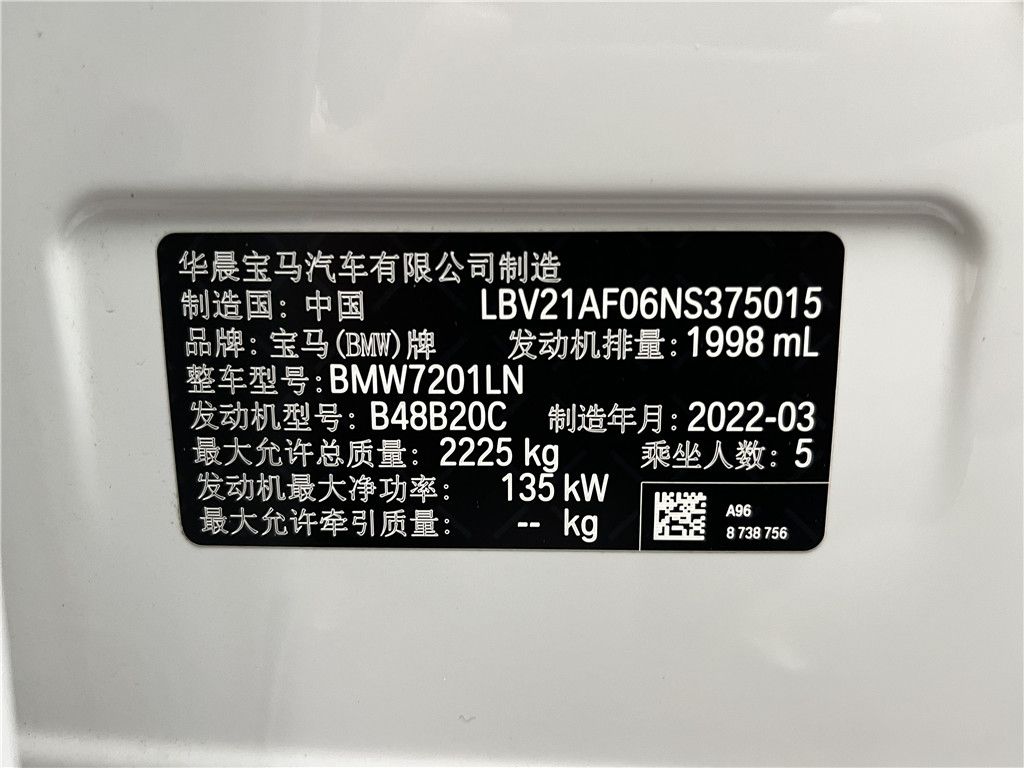 华晨宝马汽车有限公司制造
制造国: 中国 LBV21AF06NS375015
品牌: 宝马(BMW)牌 发动机排量: 1998 mL
整车型号: BMW7201LN
发动机型号: B48B20C 制造年月: 2022-03
最大允许总质量: 2225 kg 乘坐人数: 5
发动机最大净功率: 135 kW
最大允许牵引质量: -- kg
A96
8 738 756